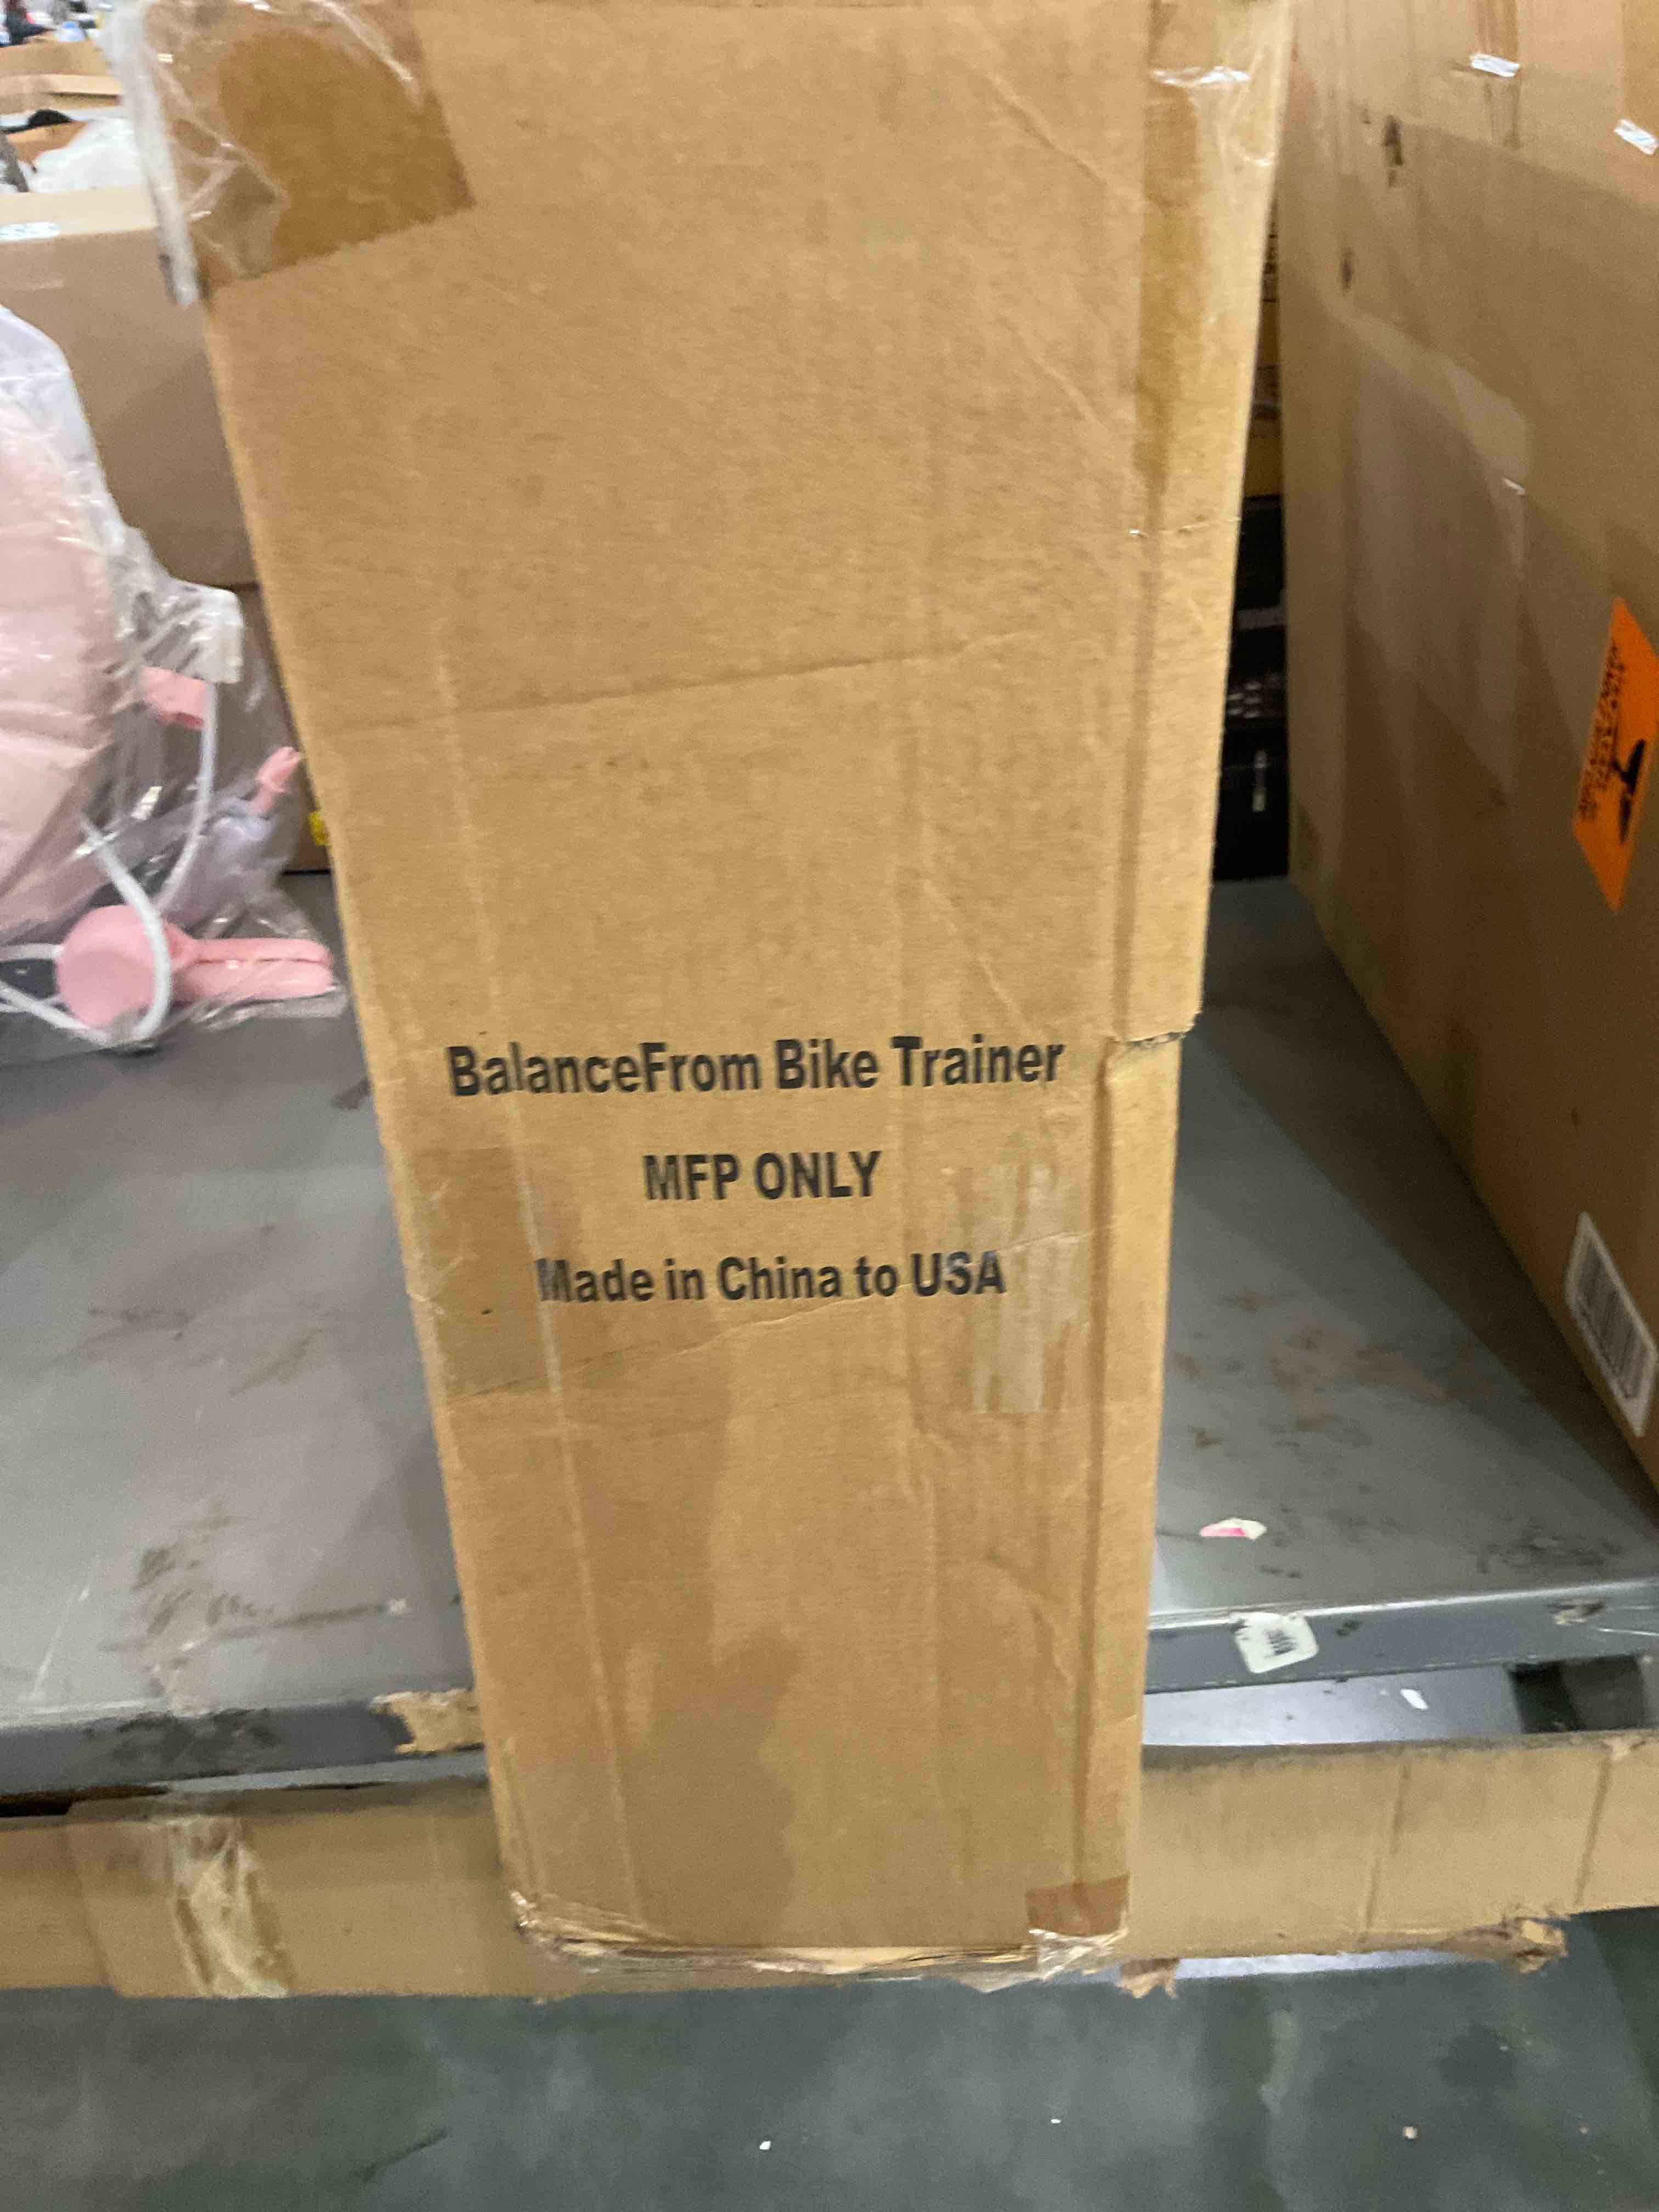 BalanceFrom Bike Trainer
MFP ONLY
Made in China to USA